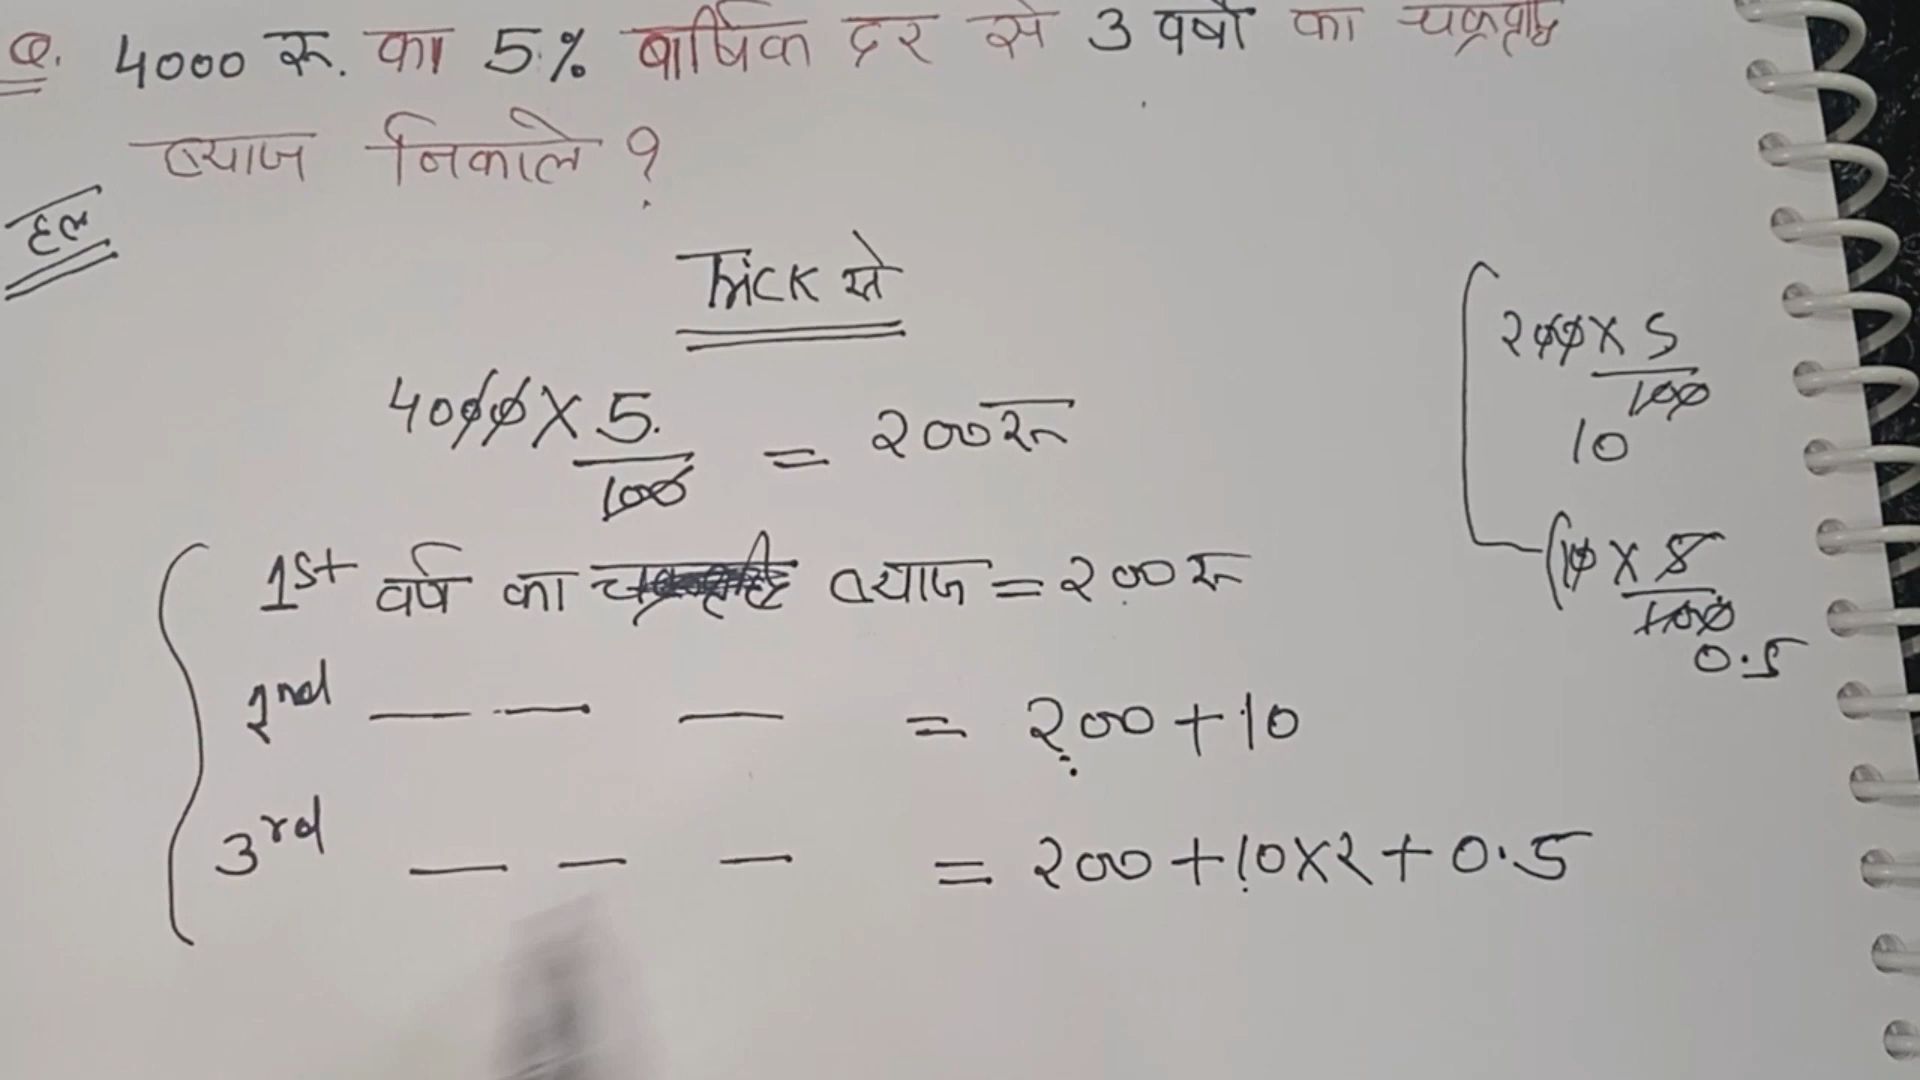 Q. 4000 रू. का 5% बार्षिक दर से 3 वर्षो का चक्रवृद्धि
ब्याज निकाले ?
हल
Trick से
4000 X 5/100 = 200 रू
1st वर्ष का ब्याज = 200 रू
2nd — — — = 200 + 10
3rd — — — = 200 + 10 X 2 + 0.5
200 X 5/100
10
10 X 5/100
0.5